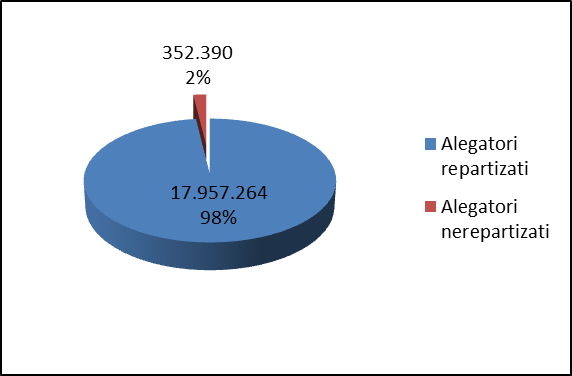 352.390
2%
17.957.264
98%
Alegatori
repartizati
Alegatori
nerepartizati